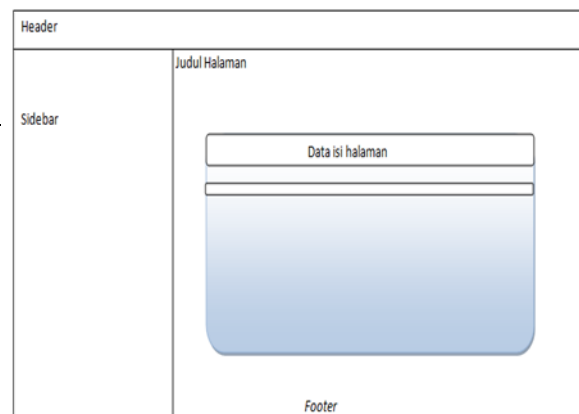 Header
Judul Halaman
Sidebar
Data isi halaman
Footer